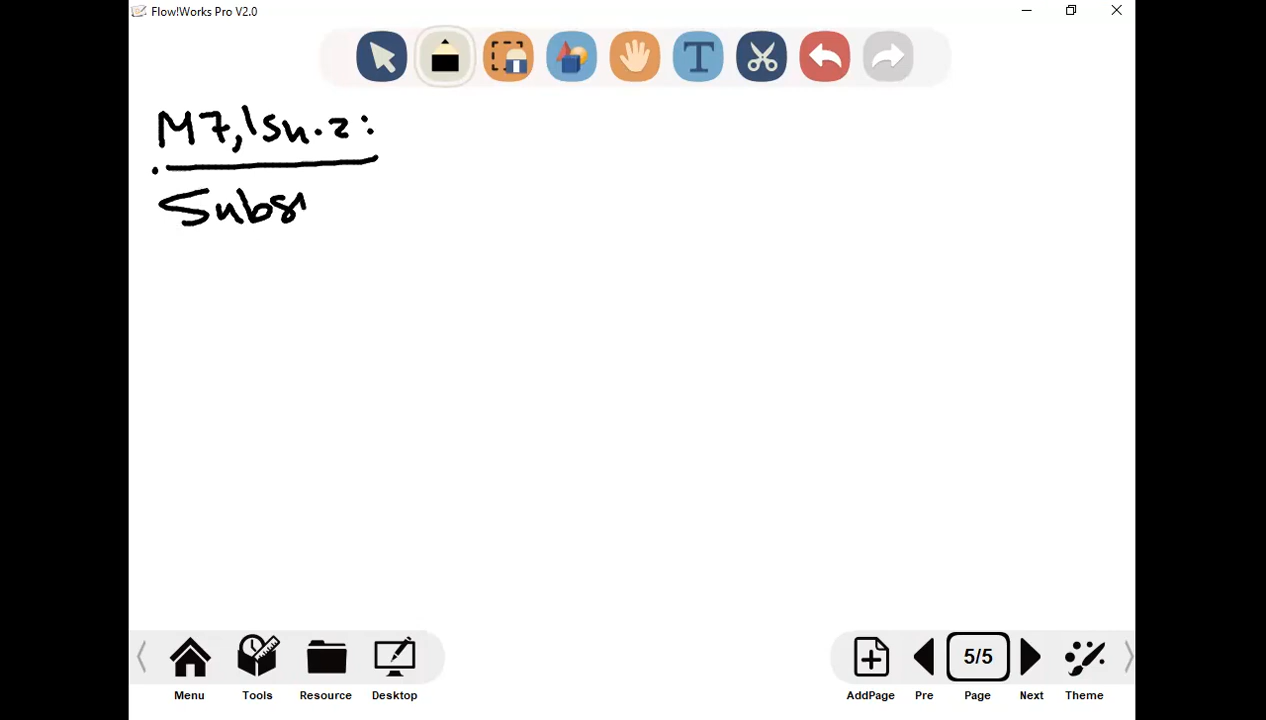 Flow!Works Pro V2.0
M7, lsn. 2:
Subs
Menu Tools Resource Desktop AddPage Pre 5/5 Page Next Theme